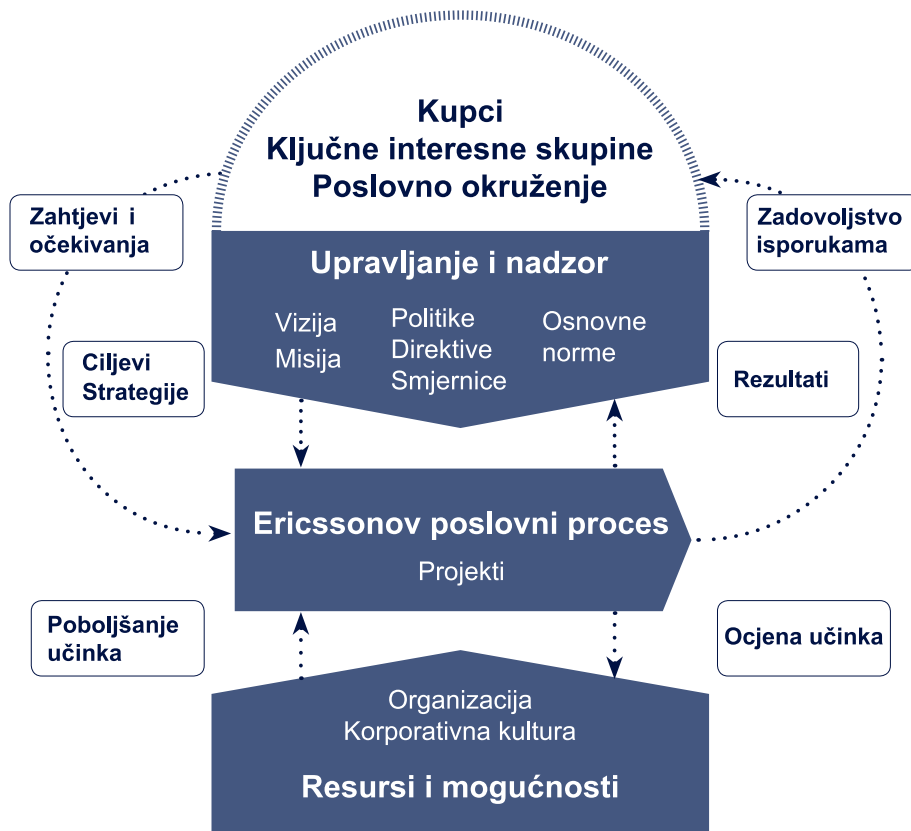 Kupci
Ključne interesne skupine
Poslovno okruženje
Zahtjevi i
očekivanja
Zadovoljstvo
isporukama
Upravljanje i nadzor
Vizija
Misija
Politike
Direktive
Smjernice
Osnovne
norme
Ciljevi
Strategije
Rezultati
Ericssonov poslovni proces
Projekti
Poboljšanje
učinka
Ocjena učinka
Organizacija
Korporativna kultura
Resursi i mogućnosti